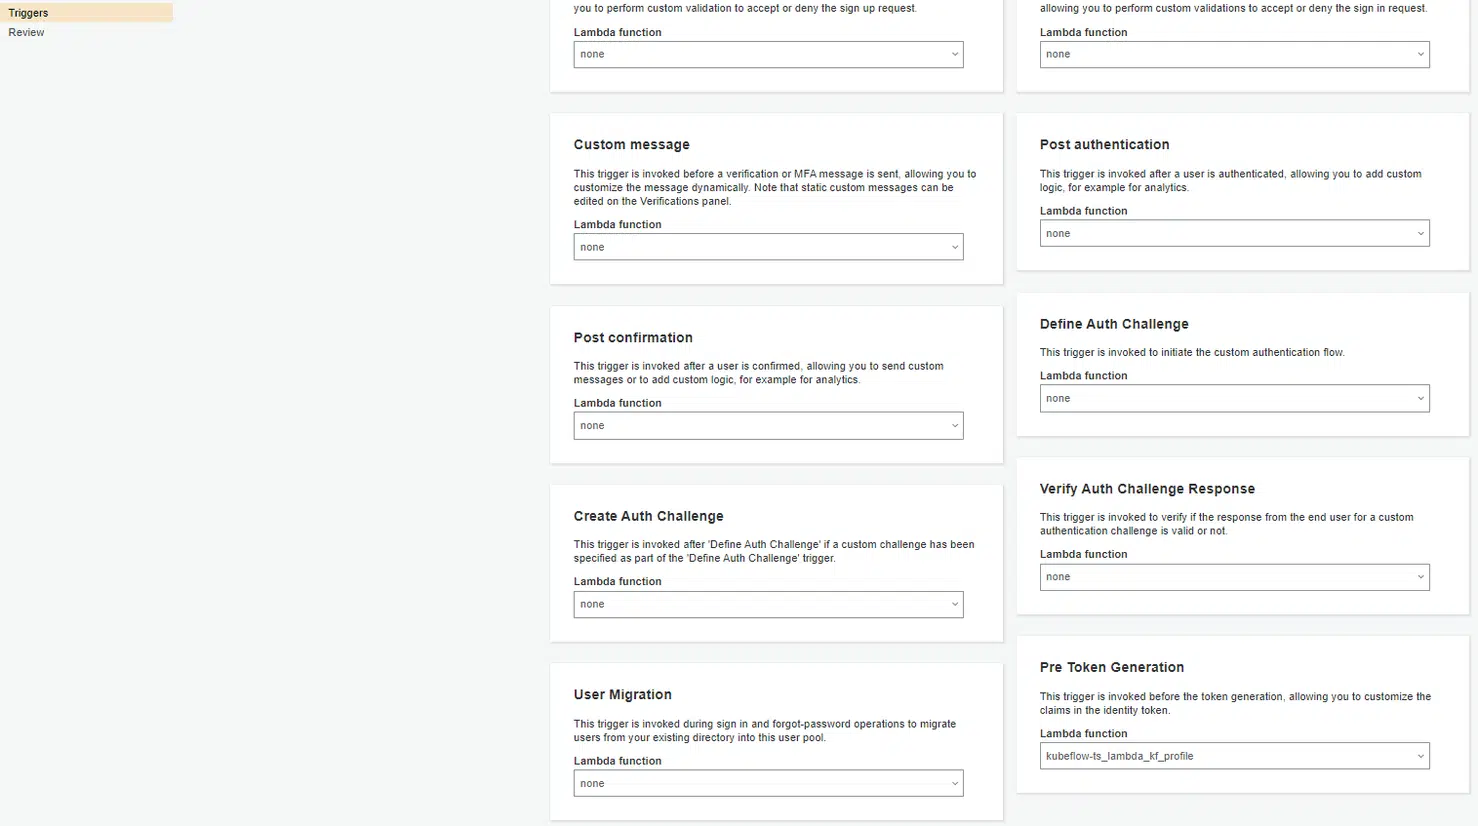 Triggers
Review
you to perform custom validation to accept or deny the sign up request.
Lambda function
none
Custom message
This trigger is invoked before a verification or MFA message is sent, allowing you to
customize the message dynamically. Note that static custom messages can be
edited on the Verifications panel.
Lambda function
none
Post confirmation
This trigger is invoked after a user is confirmed, allowing you to send custom
messages or to add custom logic, for example for analytics.
Lambda function
none
Create Auth Challenge
This trigger is invoked after 'Define Auth Challenge' if a custom challenge has been
specified as part of the 'Define Auth Challenge' trigger.
Lambda function
none
User Migration
This trigger is invoked during sign in and forgot-password operations to migrate
users from your existing directory into this user pool.
Lambda function
none
allowing you to perform custom validations to accept or deny the sign in request.
Lambda function
none
Post authentication
This trigger is invoked after a user is authenticated, allowing you to add custom
logic, for example for analytics.
Lambda function
none
Define Auth Challenge
This trigger is invoked to initiate the custom authentication flow.
Lambda function
none
Verify Auth Challenge Response
This trigger is invoked to verify if the response from the end user for a custom
authentication challenge is valid or not.
Lambda function
none
Pre Token Generation
This trigger is invoked before the token generation, allowing you to customize the
claims in the identity token.
Lambda function
kubeflow-ts_lambda_kf_profile